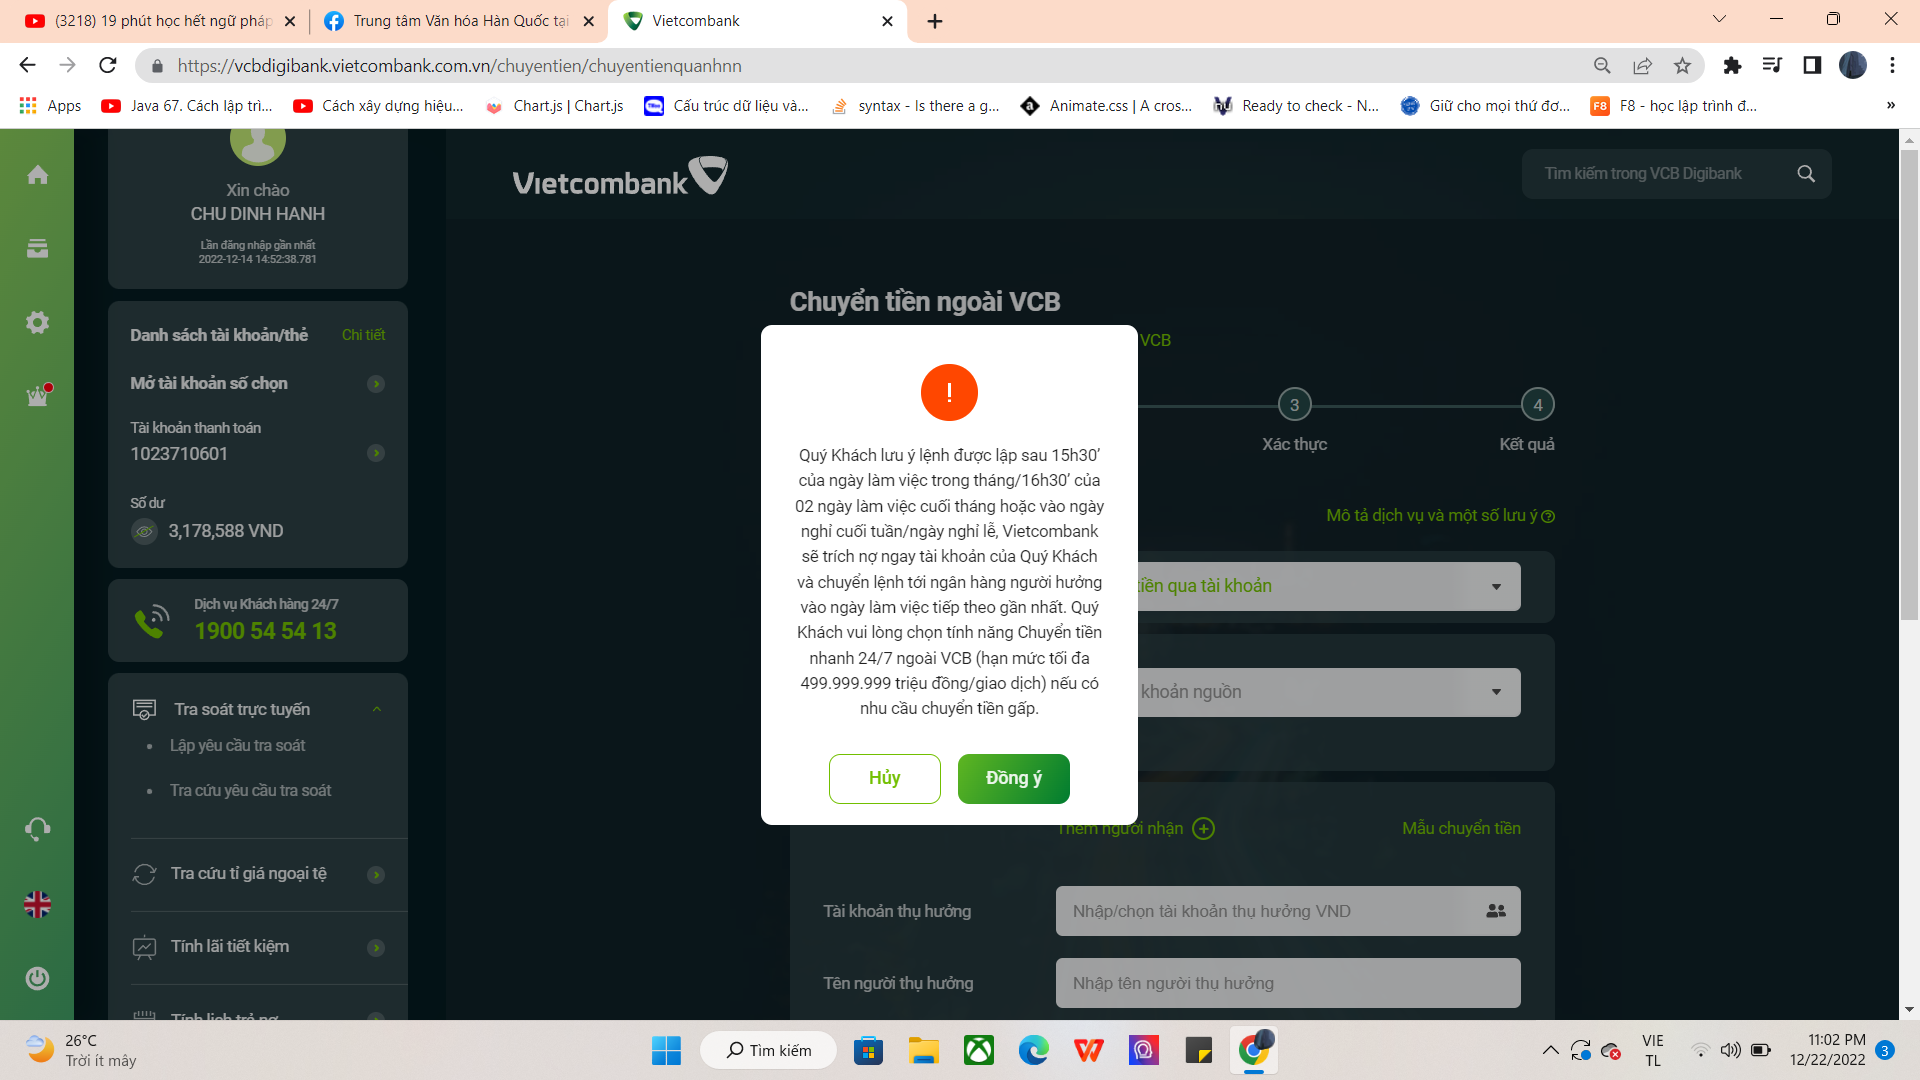 (3218) 19 phút học hết ngữ pháp
Trung tâm Văn hóa Hàn Quốc tại
Vietcombank
https://vcbdigibank.vietcombank.com.vn/chuyentien/chuyentienquanhnn
Apps
Java 67. Cách lập trì...
Cách xây dựng hiệu...
Chart.js | Chart.js
Cấu trúc dữ liệu và...
syntax - Is there a g...
Animate.css | A cros...
Ready to check - N...
Giữ cho mọi thứ đơ...
F8 - học lập trình đ...
»
Xin chào
CHU DINH HANH
Lần đăng nhập gần nhất
2022-12-14 14:52:38.781
Danh sách tài khoản/thẻ
Chi tiết
Mở tài khoản số chọn
Tài khoản thanh toán
1023710601
Số dư
3,178,588 VND
Dịch vụ Khách hàng 24/7
1900 54 54 13
Tra soát trực tuyến
Lập yêu cầu tra soát
Tra cứu yêu cầu tra soát
Tra cứu tỉ giá ngoại tệ
Tính lãi tiết kiệm
Tính lịch trả nợ
Vietcombank
Tìm kiếm trong VCB Digibank
Chuyển tiền ngoài VCB
VCB
3
4
Xác thực
Kết quả
Mô tả dịch vụ và một số lưu ý
tiền qua tài khoản
khoản nguồn
!
Quý Khách lưu ý lệnh được lập sau 15h30’
của ngày làm việc trong tháng/16h30’ của
02 ngày làm việc cuối tháng hoặc vào ngày
nghỉ cuối tuần/ngày nghỉ lễ, Vietcombank
sẽ trích nợ ngay tài khoản của Quý Khách
và chuyển lệnh tới ngân hàng người hưởng
vào ngày làm việc tiếp theo gần nhất. Quý
Khách vui lòng chọn tính năng Chuyển tiền
nhanh 24/7 ngoài VCB (hạn mức tối đa
499.999.999 triệu đồng/giao dịch) nếu có
nhu cầu chuyển tiền gấp.
Hủy
Đồng ý
Thêm người nhận
Mẫu chuyển tiền
Tài khoản thụ hưởng
Nhập/chọn tài khoản thụ hưởng VND
Tên người thụ hưởng
Nhập tên người thụ hưởng
26°C
Trời ít mây
Tìm kiếm
VIE
TL
11:02 PM
12/22/2022
3